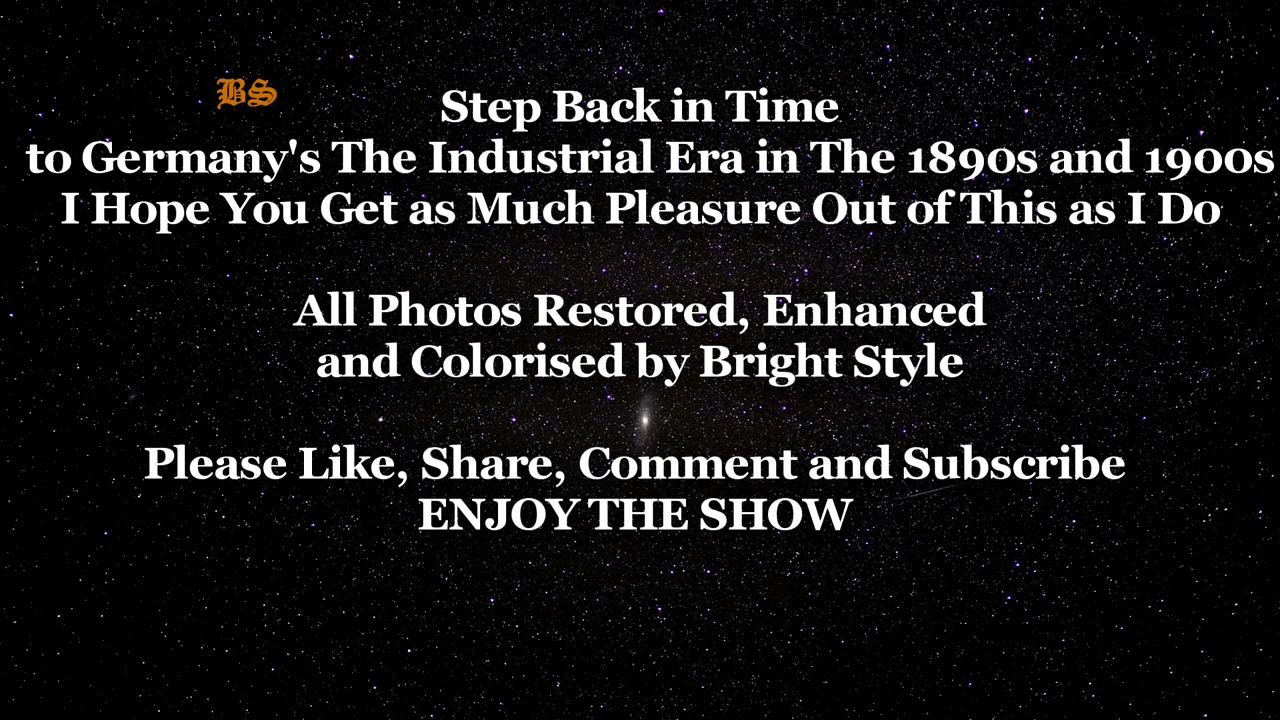 BS
Step Back in Time
to Germany's The Industrial Era in The 1890s and 1900s
I Hope You Get as Much Pleasure Out of This as I Do
All Photos Restored, Enhanced
and Colorised by Bright Style
Please Like, Share, Comment and Subscribe
ENJOY THE SHOW